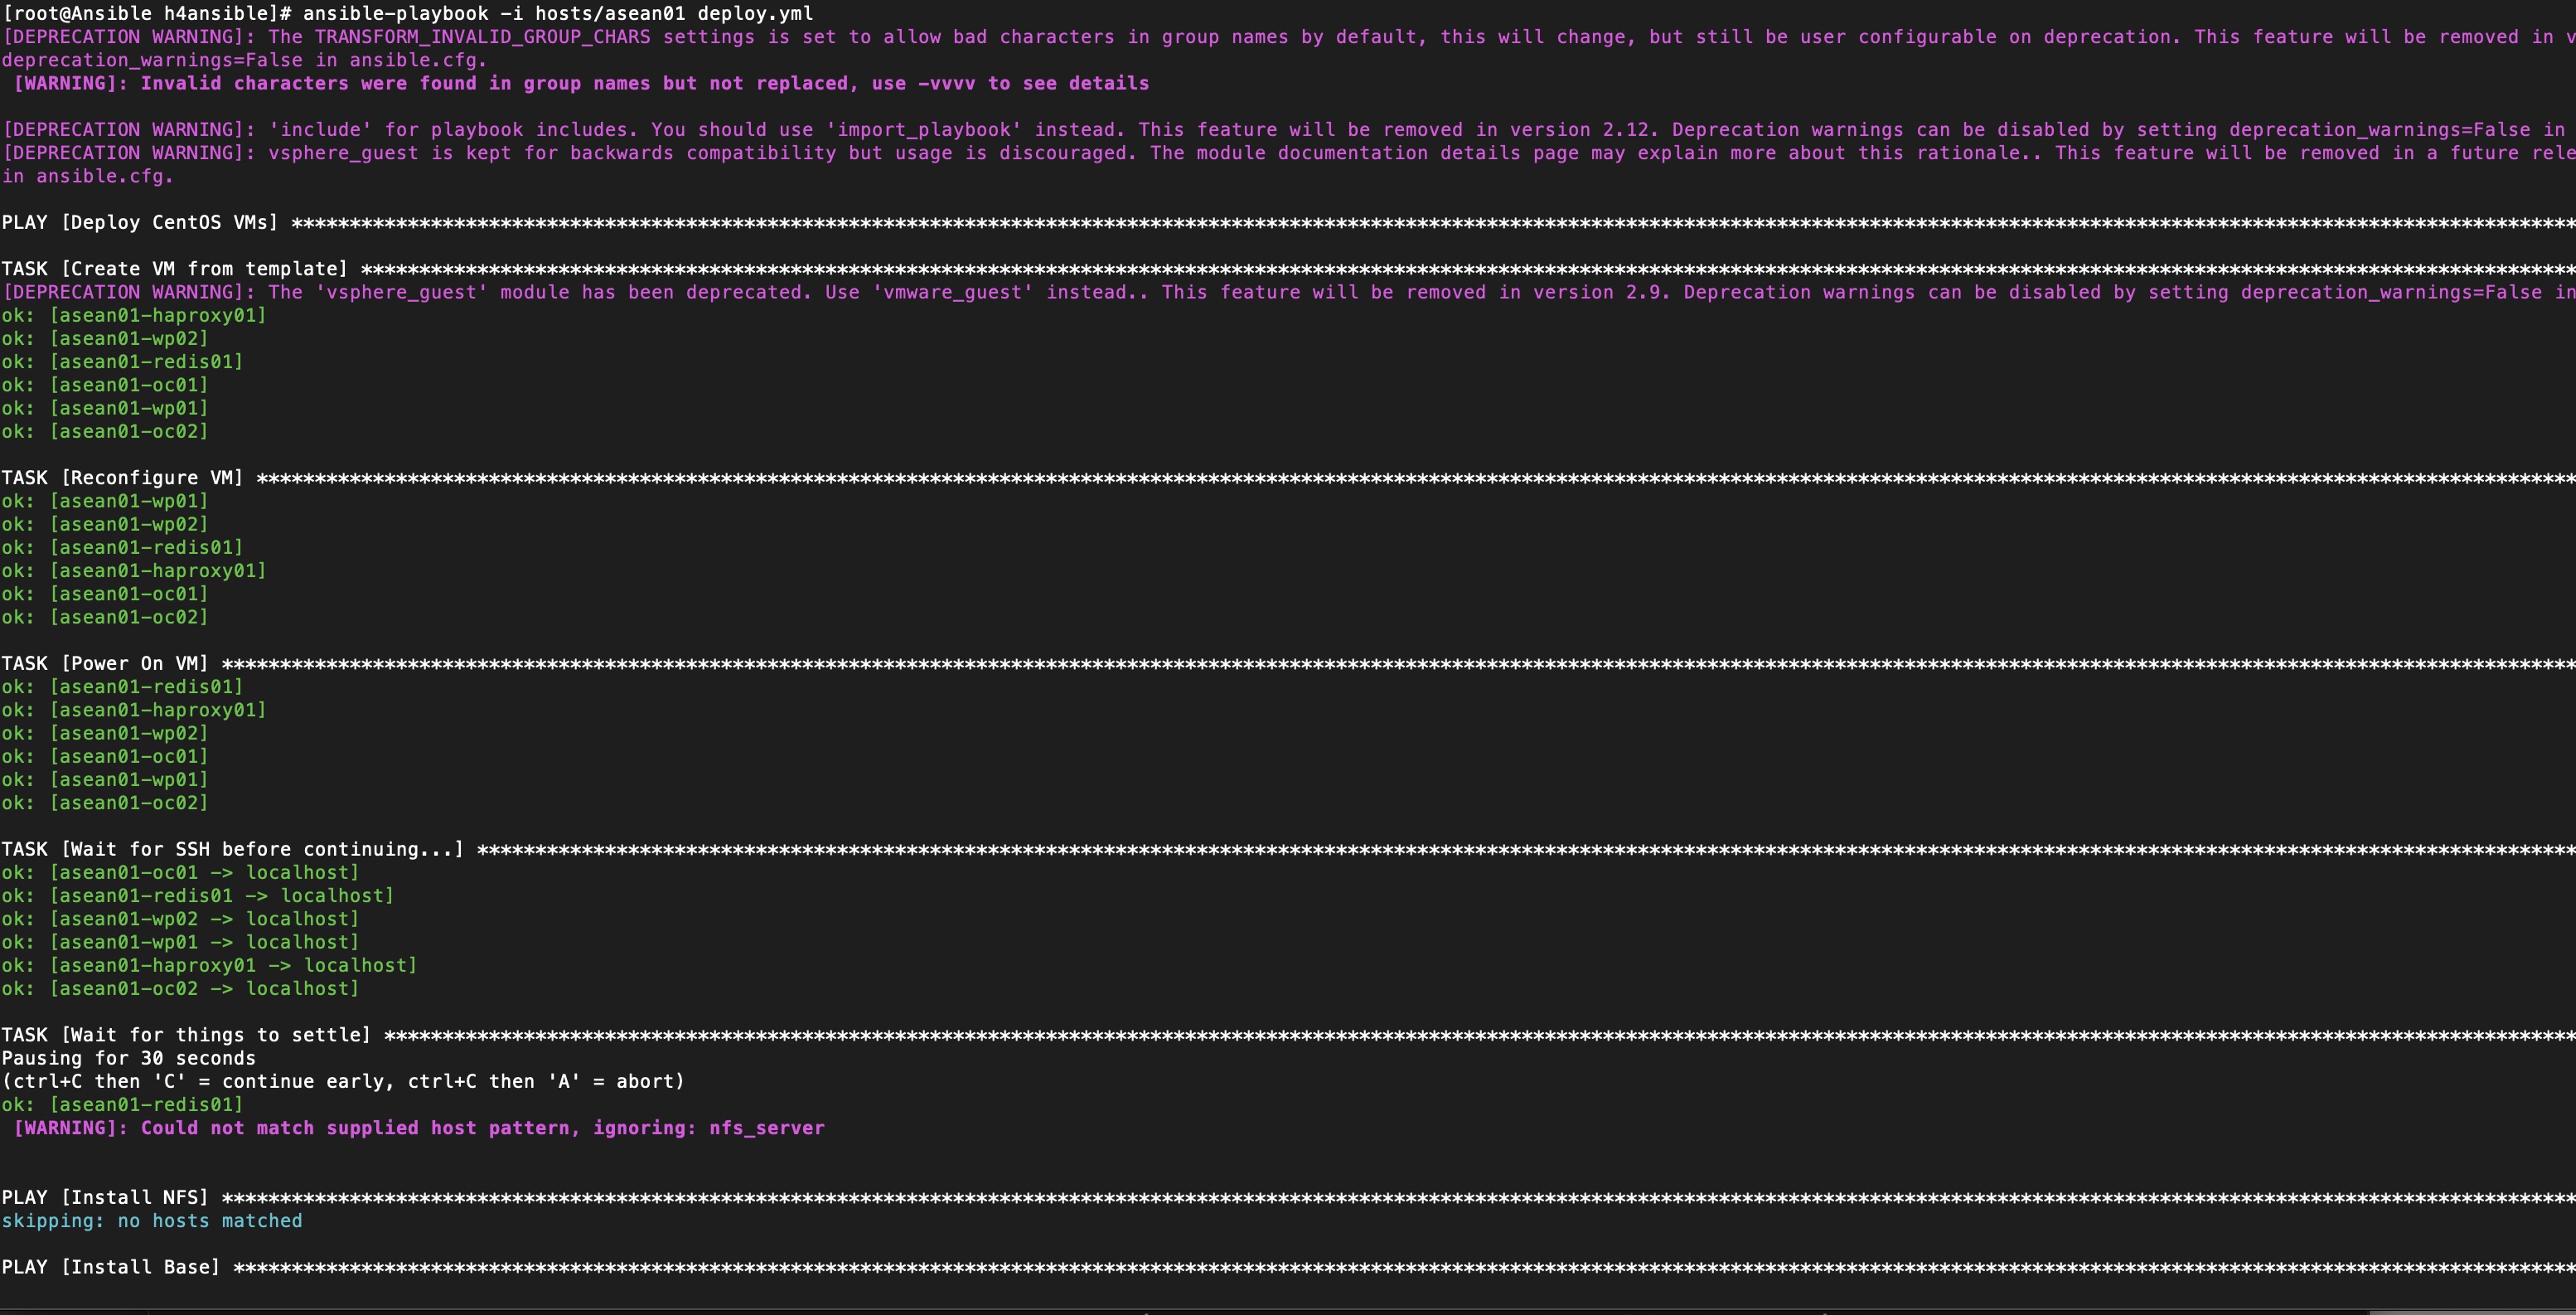 [root@Ansible h4ansible]# ansible-playbook -i hosts/asean01 deploy.yml
[DEPRECATION WARNING]: The TRANSFORM_INVALID_GROUP_CHARS settings is set to allow bad characters in group names by default, this will change, but still be user configurable on deprecation. This feature will be removed in v
deprecation_warnings=False in ansible.cfg.
[WARNING]: Invalid characters were found in group names but not replaced, use -vvvv to see details
[DEPRECATION WARNING]: 'include' for playbook includes. You should use 'import_playbook' instead. This feature will be removed in version 2.12. Deprecation warnings can be disabled by setting deprecation_warnings=False in
[DEPRECATION WARNING]: vsphere_guest is kept for backwards compatibility but usage is discouraged. The module documentation details page may explain more about this rationale.. This feature will be removed in a future rele
in ansible.cfg.
PLAY [Deploy CentOS VMs] ****************************************************************
TASK [Create VM from template] ****************************************************************
[DEPRECATION WARNING]: The 'vsphere_guest' module has been deprecated. Use 'vmware_guest' instead.. This feature will be removed in version 2.9. Deprecation warnings can be disabled by setting deprecation_warnings=False in
ok: [asean01-haproxy01]
ok: [asean01-wp02]
ok: [asean01-redis01]
ok: [asean01-oc01]
ok: [asean01-wp01]
ok: [asean01-oc02]
TASK [Reconfigure VM] ****************************************************************
ok: [asean01-wp01]
ok: [asean01-wp02]
ok: [asean01-redis01]
ok: [asean01-haproxy01]
ok: [asean01-oc01]
ok: [asean01-oc02]
TASK [Power On VM] ****************************************************************
ok: [asean01-redis01]
ok: [asean01-haproxy01]
ok: [asean01-wp02]
ok: [asean01-oc01]
ok: [asean01-wp01]
ok: [asean01-oc02]
TASK [Wait for SSH before continuing...] ****************************************************************
ok: [asean01-oc01 -> localhost]
ok: [asean01-redis01 -> localhost]
ok: [asean01-wp02 -> localhost]
ok: [asean01-wp01 -> localhost]
ok: [asean01-haproxy01 -> localhost]
ok: [asean01-oc02 -> localhost]
TASK [Wait for things to settle] ****************************************************************
Pausing for 30 seconds
(ctrl+C then 'C' = continue early, ctrl+C then 'A' = abort)
ok: [asean01-redis01]
[WARNING]: Could not match supplied host pattern, ignoring: nfs_server
PLAY [Install NFS] ****************************************************************
skipping: no hosts matched
PLAY [Install Base] ****************************************************************